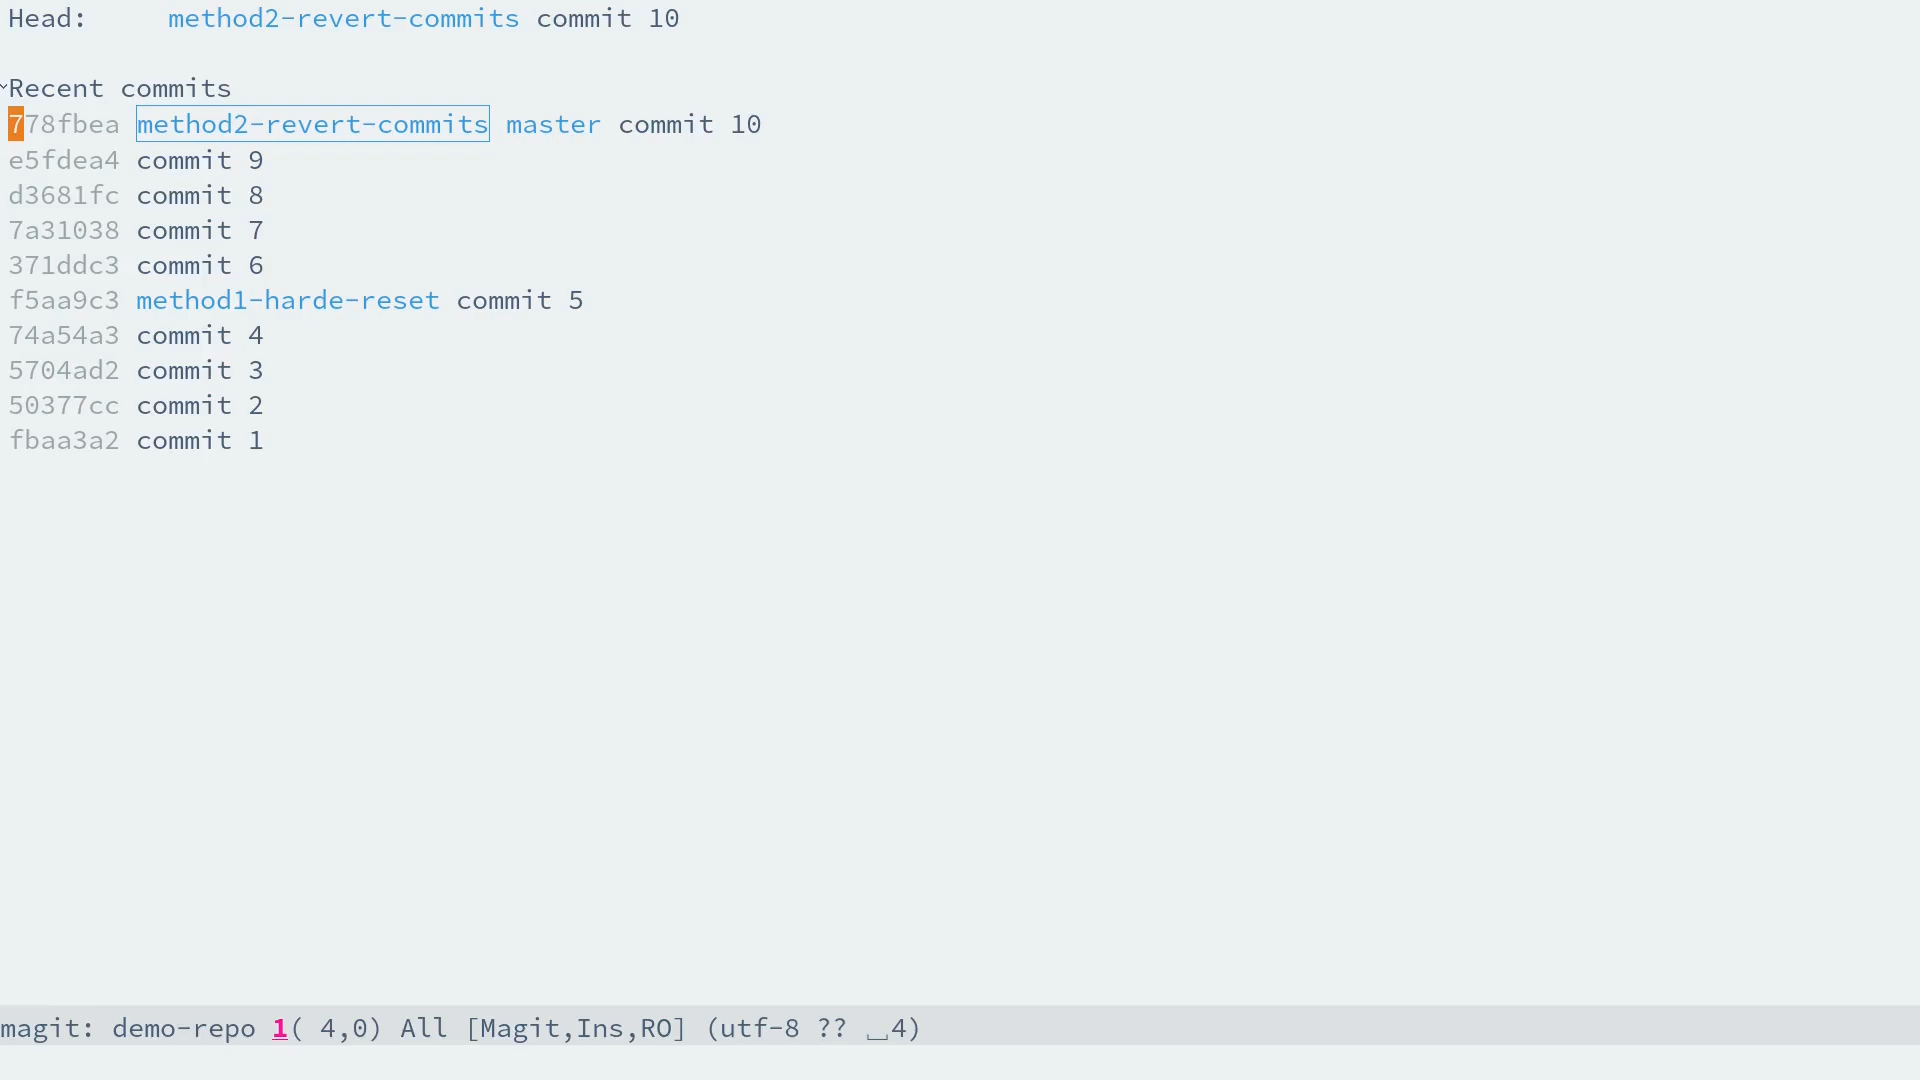 Head:     method2-revert-commits commit 10
Recent commits
778fbea method2-revert-commits master commit 10
e5fdea4 commit 9
d3681fc commit 8
7a31038 commit 7
371ddc3 commit 6
f5aa9c3 method1-harde-reset commit 5
74a54a3 commit 4
5704ad2 commit 3
50377cc commit 2
fbaa3a2 commit 1
magit: demo-repo 1( 4,0) All [Magit,Ins,RO] (utf-8 ?? ⎵4)